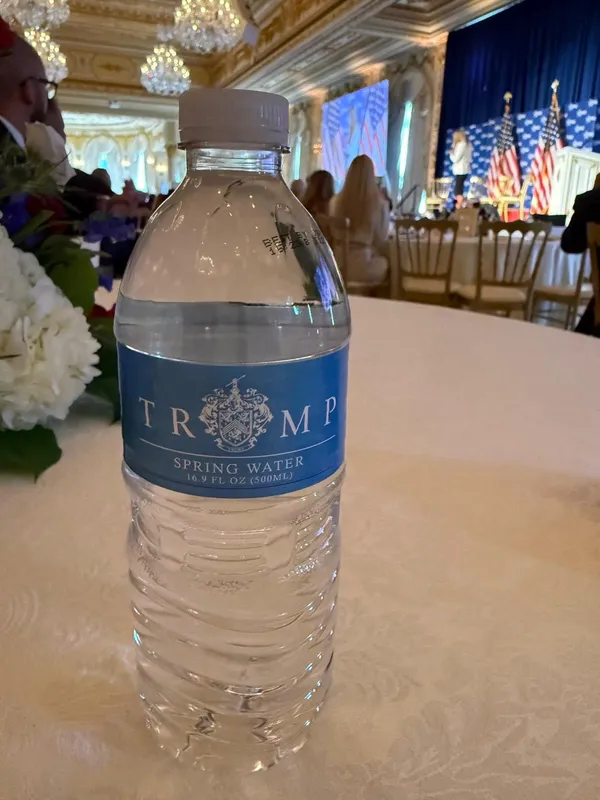 TRUMP
SPRING WATER
16.9 FL OZ (500ML)